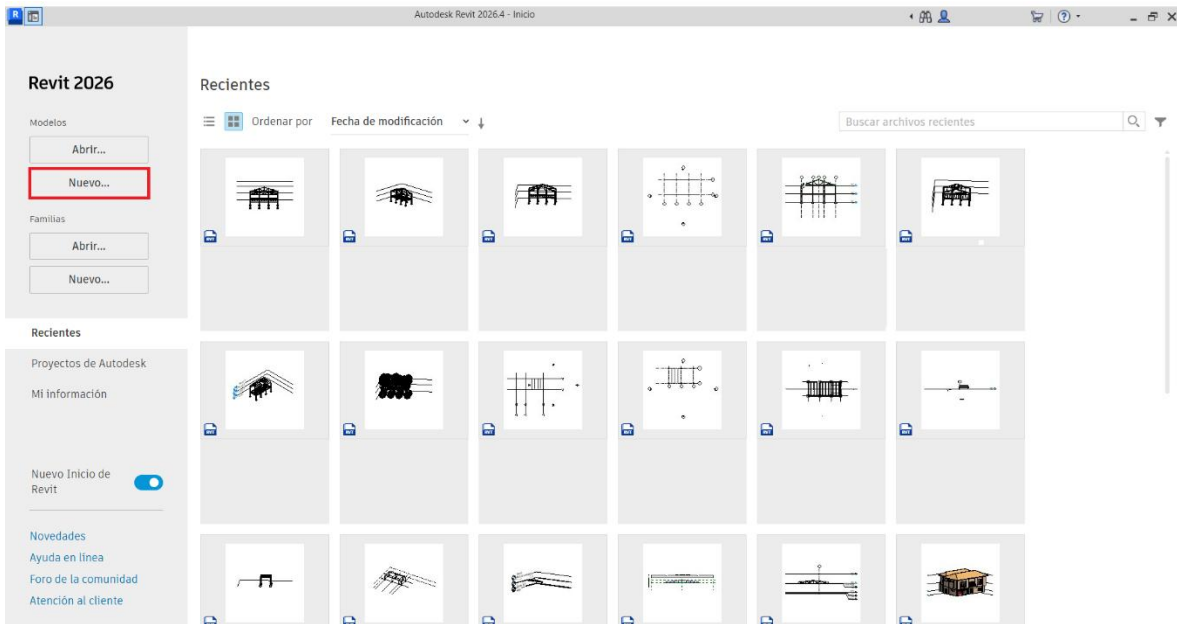 Autodesk Revit 2026.4 - Inicio
Revit 2026
Modelos
Abrir...
Nuevo...
Familias
Abrir...
Nuevo...
Recientes
Proyectos de Autodesk
Mi información
Nuevo Inicio de
Revit
Novedades
Ayuda en línea
Foro de la comunidad
Atención al cliente
Recientes
Ordenar por Fecha de modificación
Buscar archivos recientes